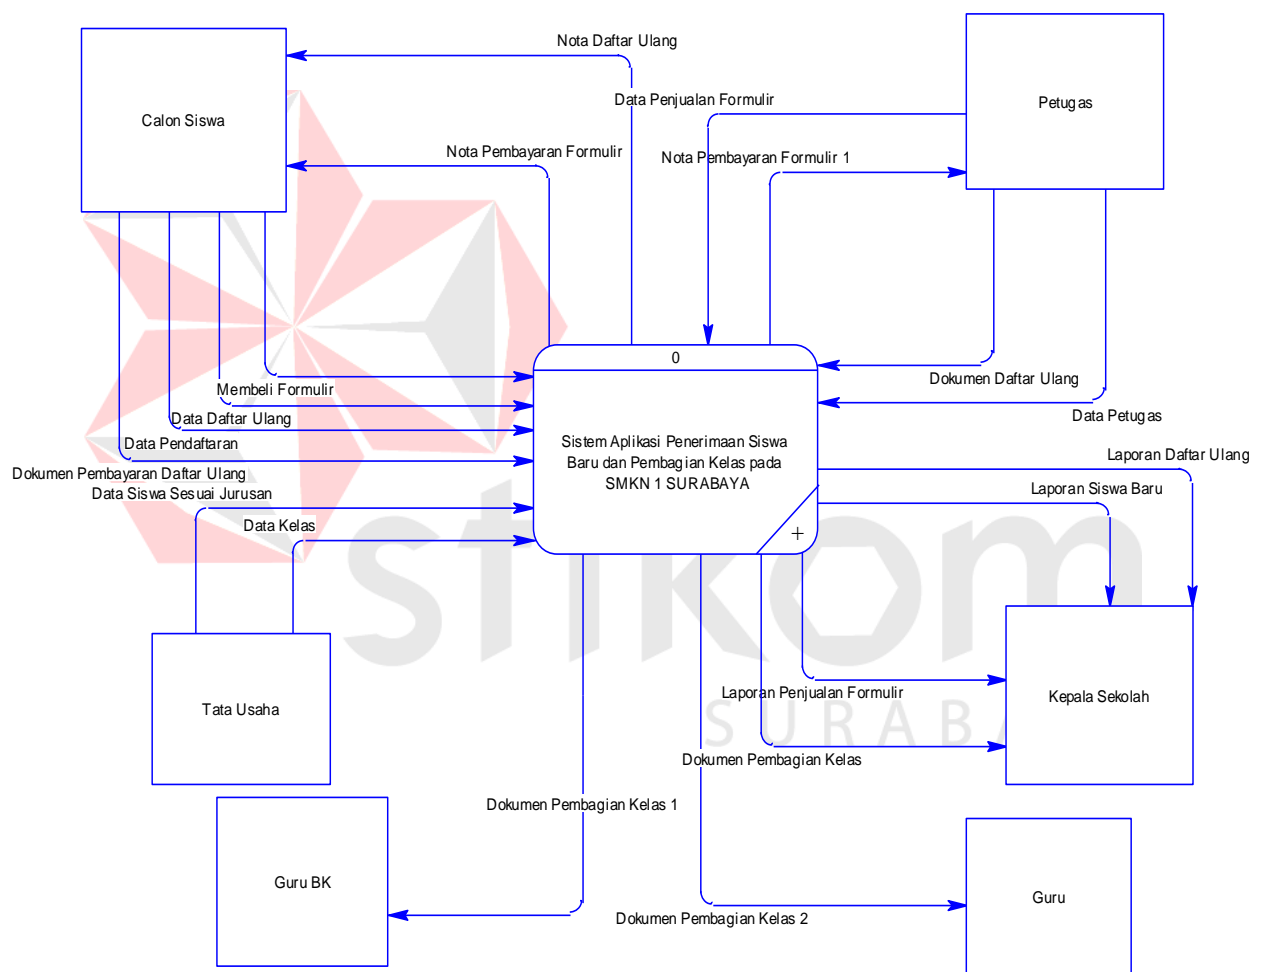 Nota Daftar Ulang
Calon Siswa
Data Penjualan Formulir
Petugas
Nota Pembayaran Formulir
Nota Pembayaran Formulir 1
0
Membeli Formulir
Dokumen Daftar Ulang
Data Daftar Ulang
Data Petugas
Data Pendaftaran
Sistem Aplikasi Penerimaan Siswa
Baru dan Pembagian Kelas pada
SMKN 1 SURABAYA
Laporan Daftar Ulang
Dokumen Pembayaran Daftar Ulang
Data Siswa Sesuai Jurusan
Laporan Siswa Baru
Data Kelas
+
stikom
SURABA
Laporan Penjualan Formulir
Kepala Sekolah
Tata Usaha
Dokumen Pembagian Kelas
Dokumen Pembagian Kelas 1
Guru BK
Guru
Dokumen Pembagian Kelas 2